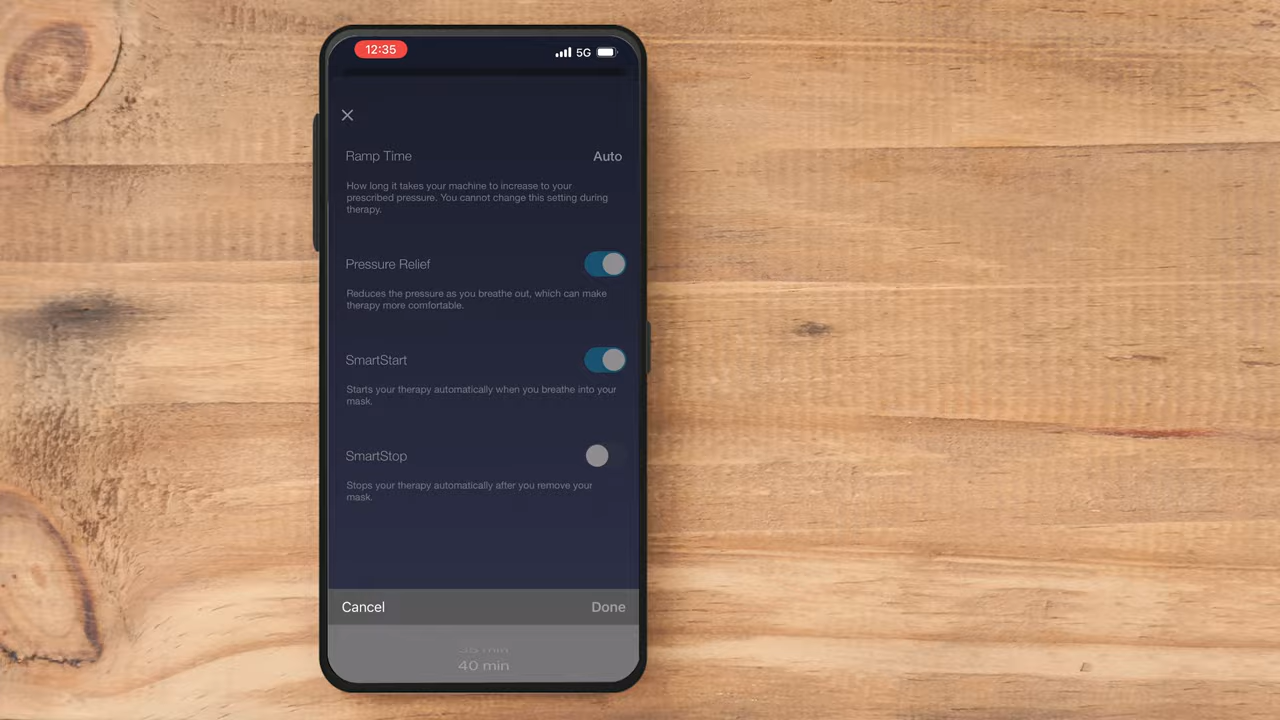 12:35
5G
Ramp Time
Auto
How long it takes your machine to increase to your
prescribed pressure. You cannot change this setting during
therapy.
Pressure Relief
Reduces the pressure as you breathe out, which can make
therapy more comfortable.
SmartStart
Starts your therapy automatically when you breathe into your
mask.
SmartStop
Stops your therapy automatically after you remove your
mask.
Cancel
Done
40 min